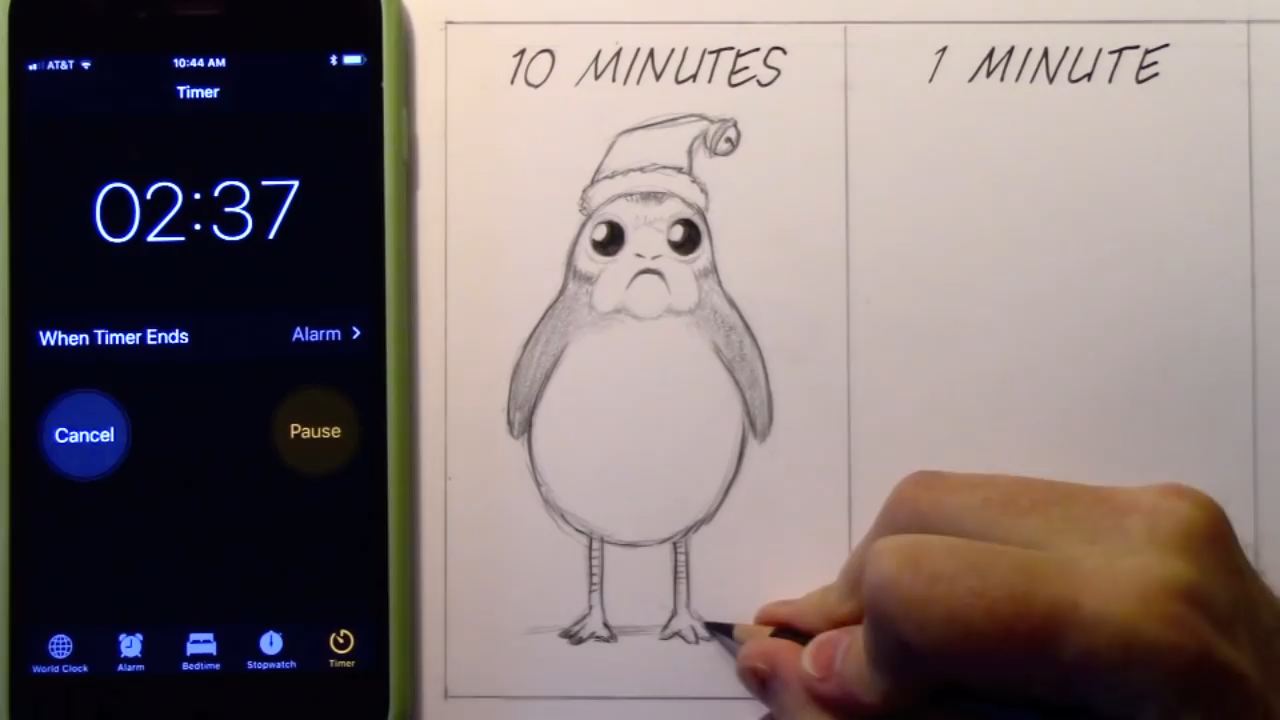 AT&T
10:44 AM
Timer
02:37
When Timer Ends
Alarm
Cancel
Pause
World Clock
Alarm
Bedtime
Stopwatch
Timer
10 MINUTES
1 MINUTE